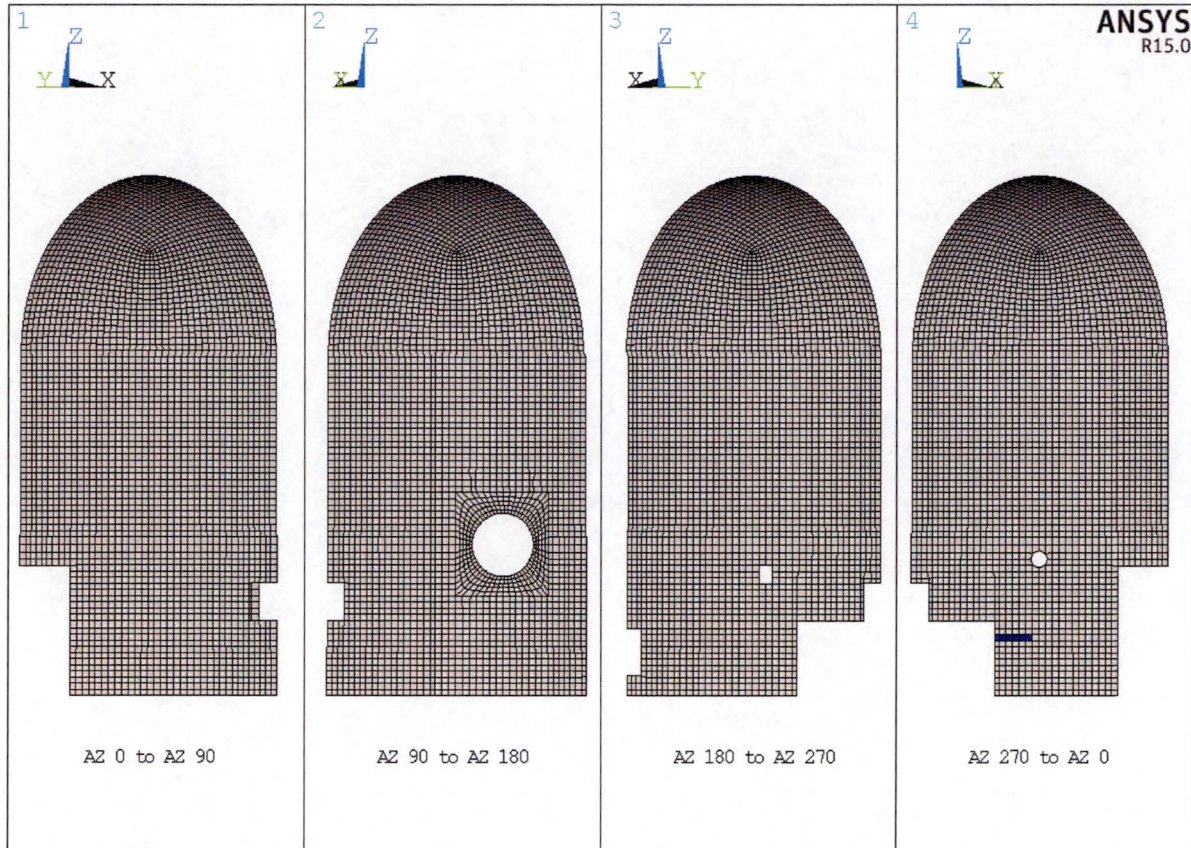 1
2
3
4
ANSYS
R15.0
Z
Y
X
Z
X
Z
X
Y
Z
X
AZ 0 to AZ 90
AZ 90 to AZ 180
AZ 180 to AZ 270
AZ 270 to AZ 0